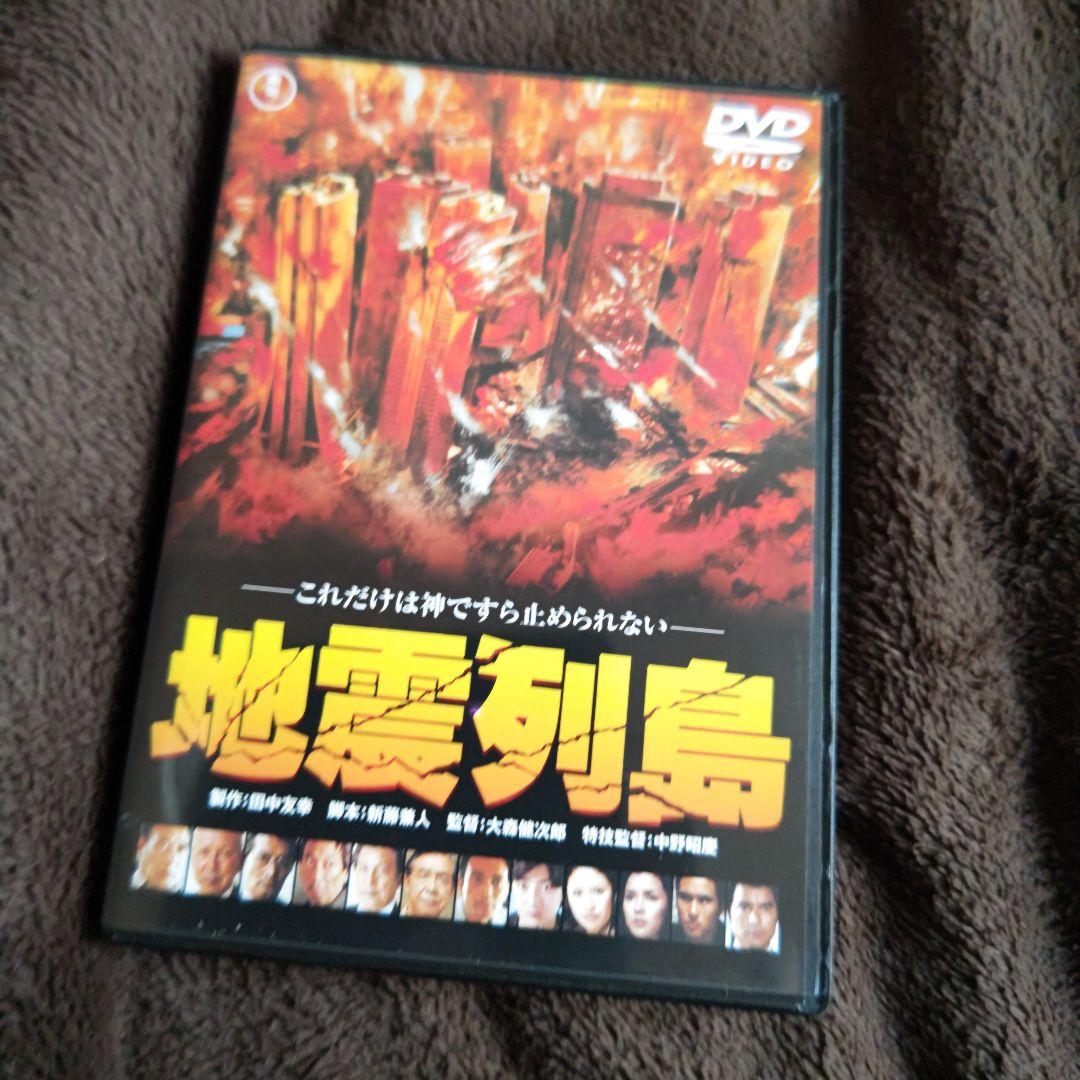 DVD
VIDEO
―これだけは神ですら止められない―
地震列島
製作:田中友幸 脚本:新藤兼人 監督:大森健次郎 特技監督:中野昭慶